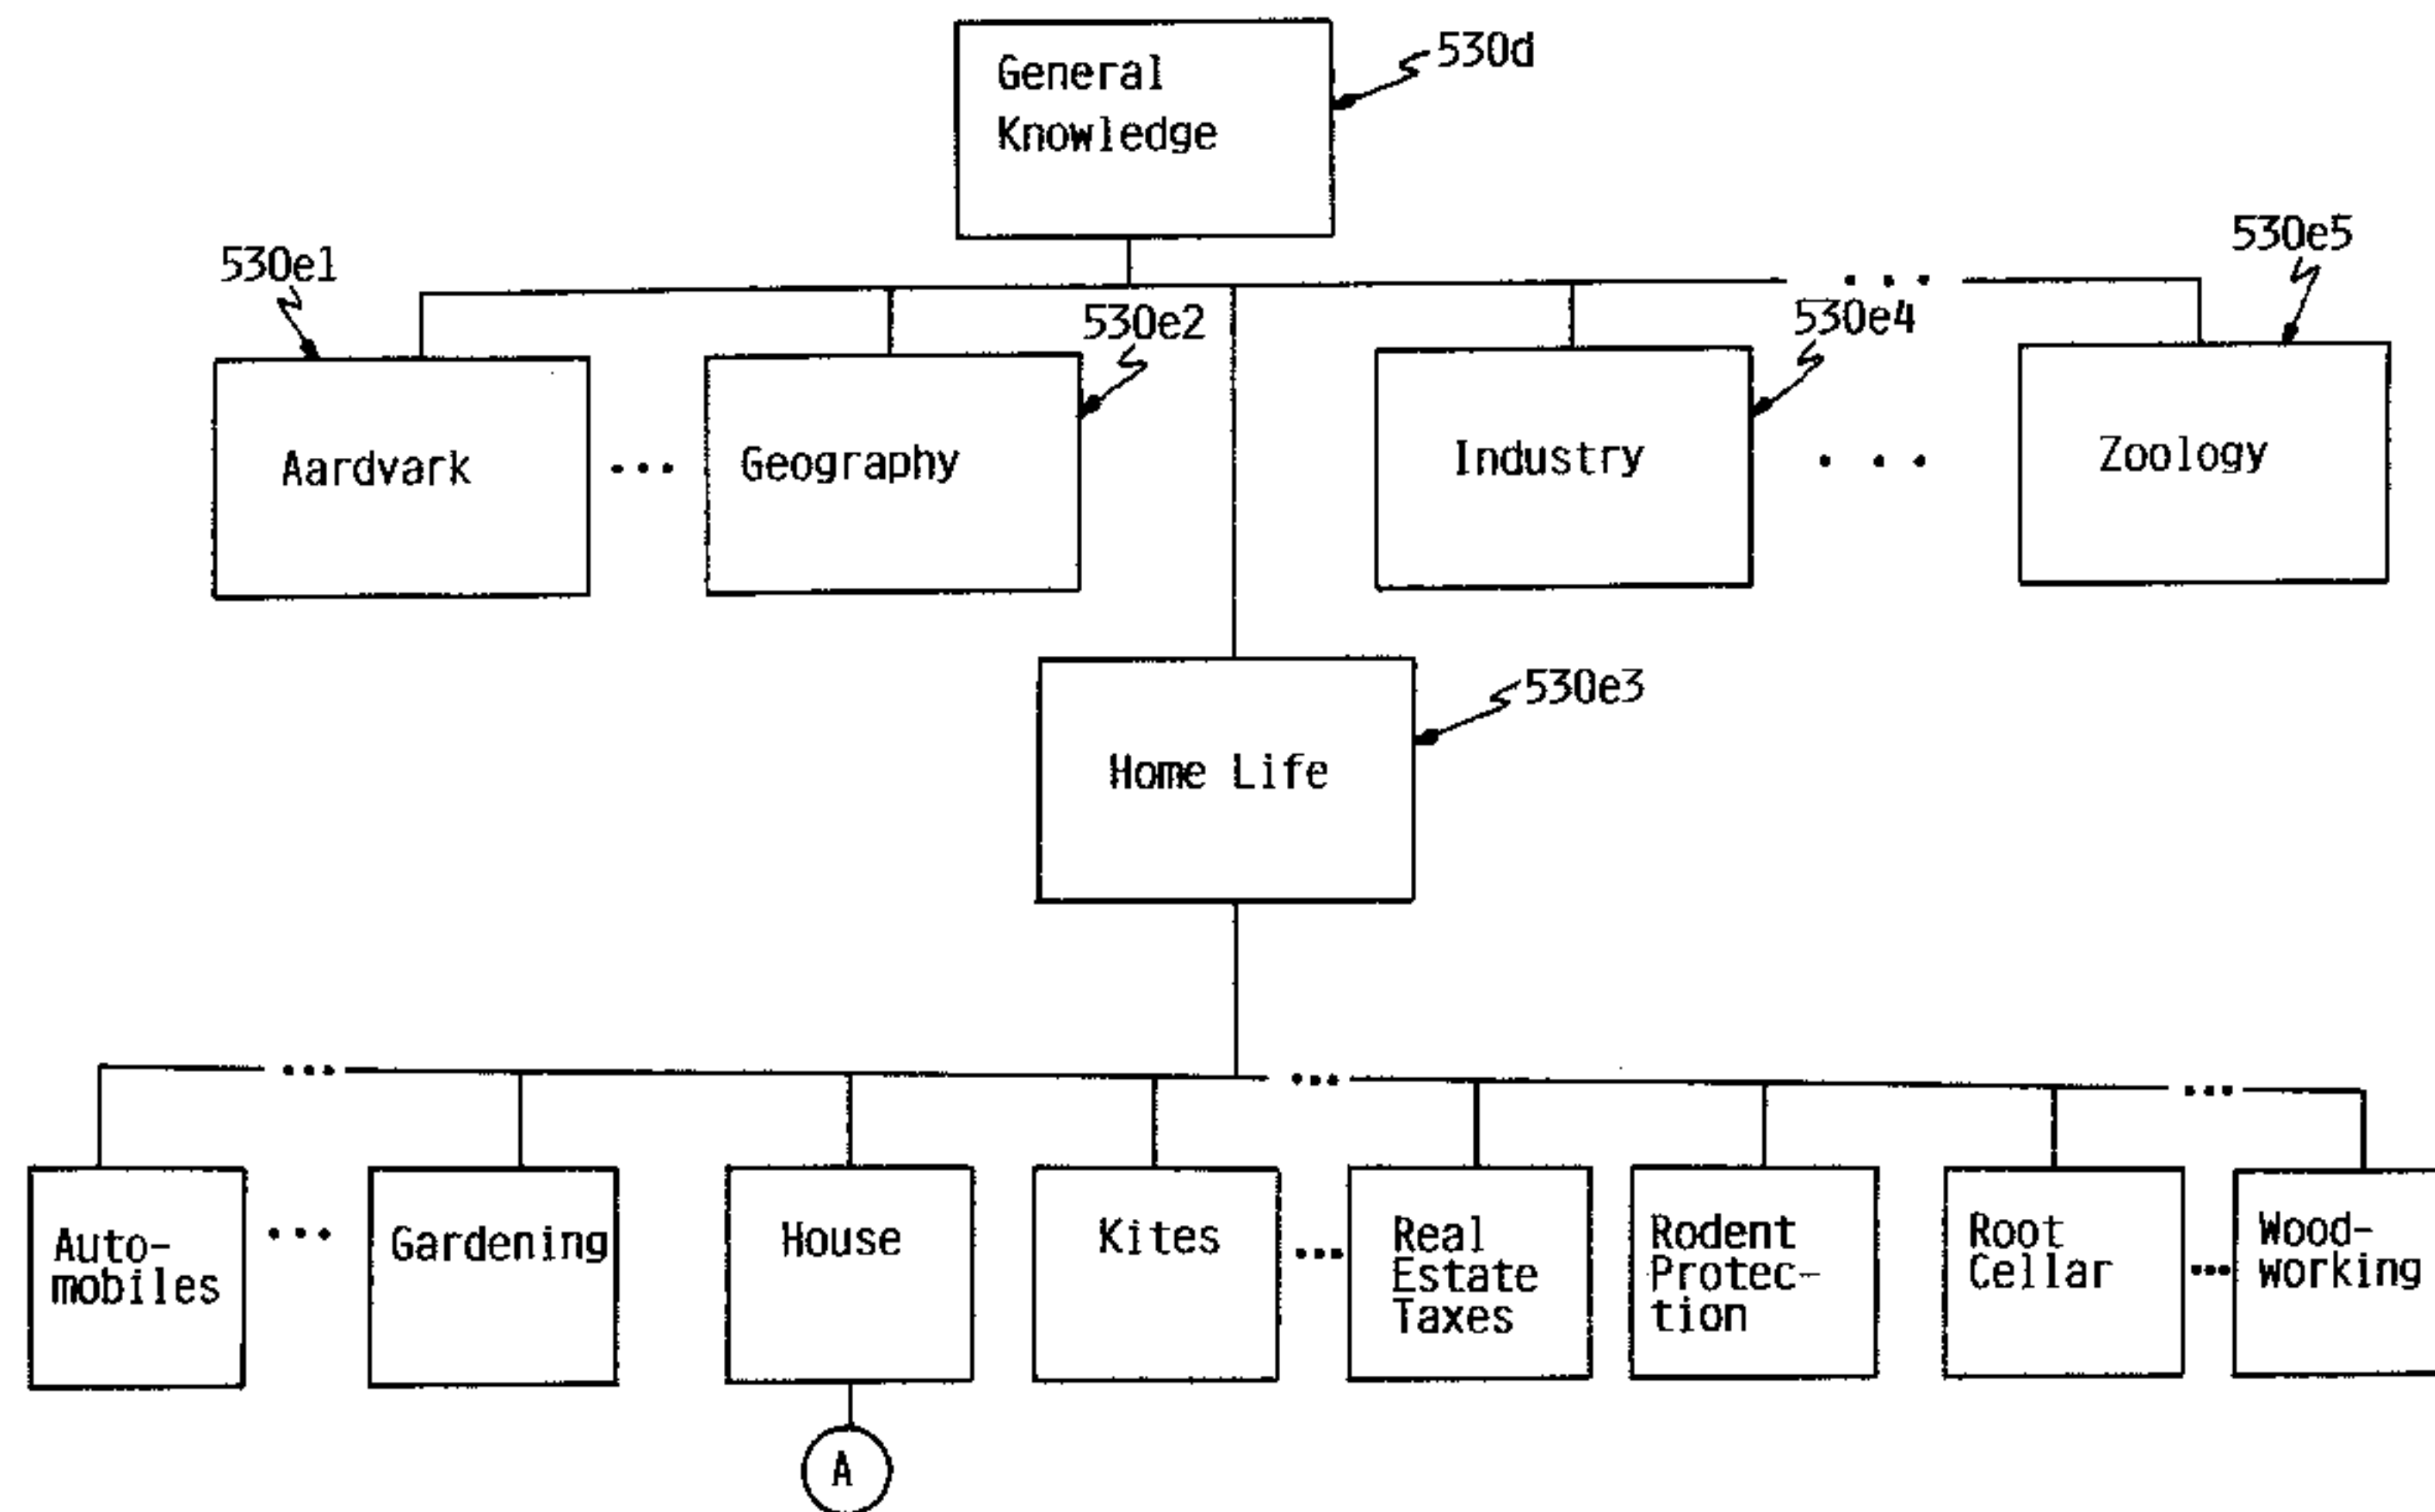 General
Knowledge
530d
530e1
530e5
530e2
530e4
Aardvark
...
Geography
Industry
. . .
Zoology
Home Life
530e3
Auto-
mobiles
...
Gardening
House
Kites
...
Real
Estate
Taxes
Rodent
Protec-
tion
Root
Cellar
...
Wood-
working
A